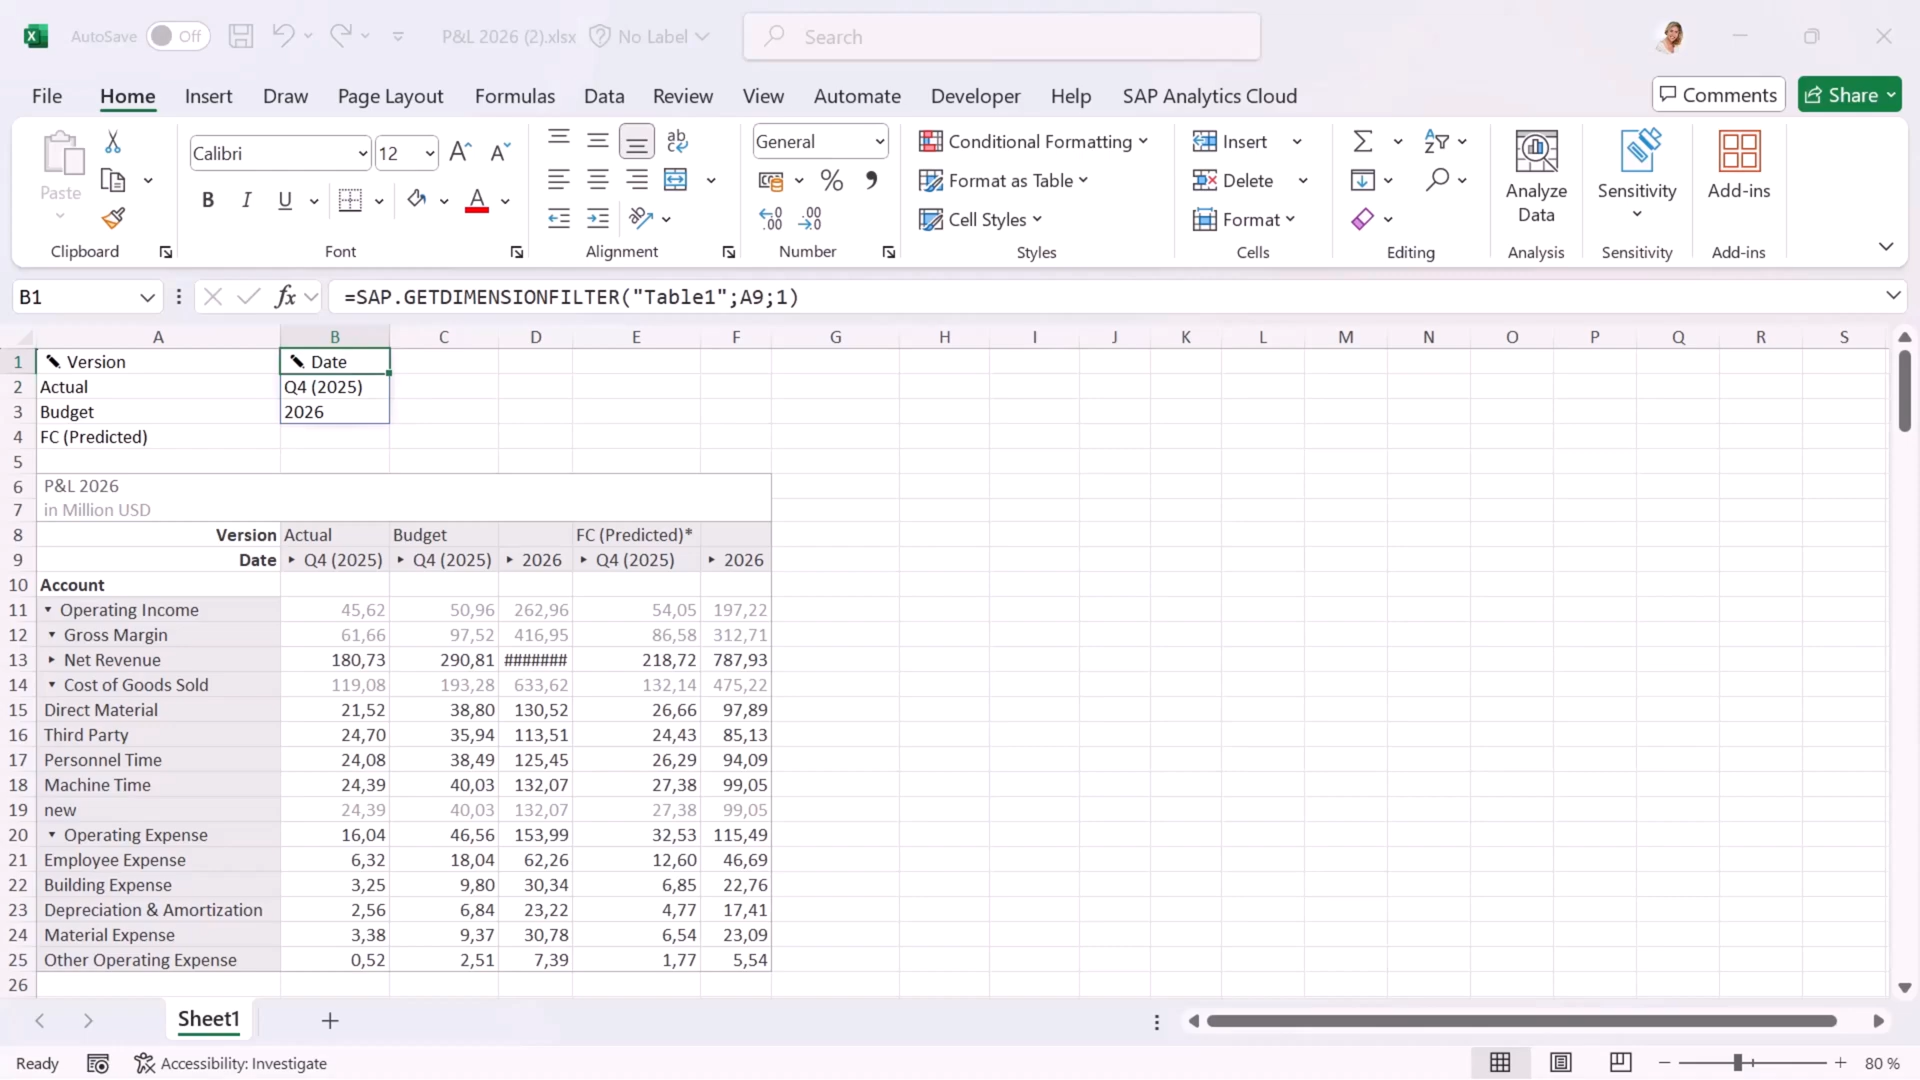 AutoSave Off P&L 2026 (2).xlsx No Label Search
File Home Insert Draw Page Layout Formulas Data Review View Automate Developer Help SAP Analytics Cloud Comments Share
Paste
Clipboard
Calibri 12
B I U A
Font
ab
Alignment
General
% ,
Number
Conditional Formatting
Format as Table
Cell Styles
Styles
Insert
Delete
Format
Cells
Editing
Analyze
Data
Analysis
Sensitivity
Sensitivity
Add-ins
Add-ins
B1 fx =SAP.GETDIMENSIONFILTER("Table1";A9;1)
A B C D E F G H I J K L M N O P Q R S
1 Version Date
2 Actual Q4 (2025)
3 Budget 2026
4 FC (Predicted)
5
6 P&L 2026
7 in Million USD
8 Version Actual Budget FC (Predicted)*
9 Date Q4 (2025) Q4 (2025) 2026 Q4 (2025) 2026
10 Account
11 Operating Income 45,62 50,96 262,96 54,05 197,22
12 Gross Margin 61,66 97,52 416,95 86,58 312,71
13 Net Revenue 180,73 290,81 ####### 218,72 787,93
14 Cost of Goods Sold 119,08 193,28 633,62 132,14 475,22
15 Direct Material 21,52 38,80 130,52 26,66 97,89
16 Third Party 24,70 35,94 113,51 24,43 85,13
17 Personnel Time 24,08 38,49 125,45 26,29 94,09
18 Machine Time 24,39 40,03 132,07 27,38 99,05
19 new 24,39 40,03 132,07 27,38 99,05
20 Operating Expense 16,04 46,56 153,99 32,53 115,49
21 Employee Expense 6,32 18,04 62,26 12,60 46,69
22 Building Expense 3,25 9,80 30,34 6,85 22,76
23 Depreciation & Amortization 2,56 6,84 23,22 4,77 17,41
24 Material Expense 3,38 9,37 30,78 6,54 23,09
25 Other Operating Expense 0,52 2,51 7,39 1,77 5,54
26
Sheet1
Ready Accessibility: Investigate 80 %